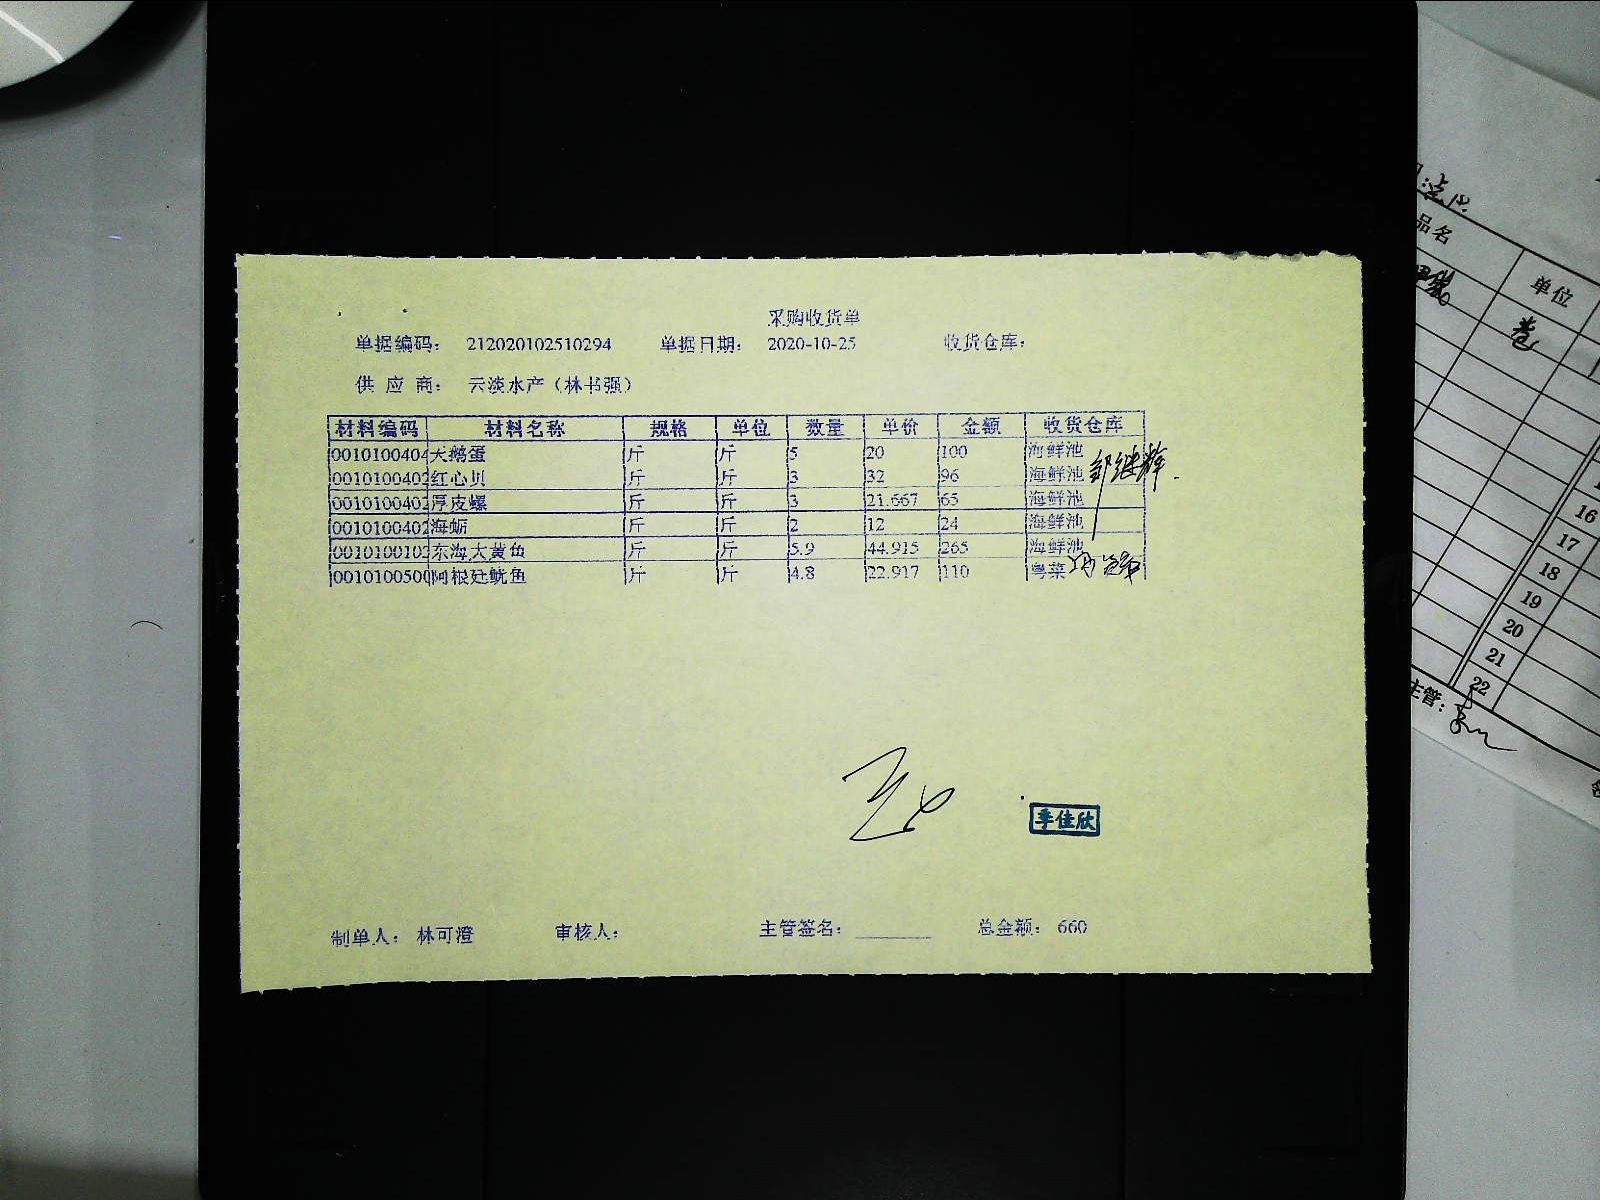 采购收货单
单据编码： 212020102510294 单据日期： 2020-10-25 收货仓库：
供 应 商： 云淡水产（林书强）
材料编码 材料名称 规格 单位 数量 单价 金额 收货仓库
0010100404 天鹅蛋 斤 斤 5 20 100 海鲜池
0010100402 红心贝 斤 斤 3 32 96 海鲜池
0010100402 厚皮螺 斤 斤 3 21.667 65 海鲜池
0010100402 海蛎 斤 斤 2 12 24 海鲜池
0010100102 东海大黄鱼 斤 斤 5.9 44.915 265 海鲜池
0010100500 阿根廷鱿鱼 斤 斤 4.8 22.917 110 粤菜
季佳欣
制单人： 林可澄 审核人： 主管签名： 总金额： 660
品名
单位
卷
16
17
18
19
20
21
22
主管：